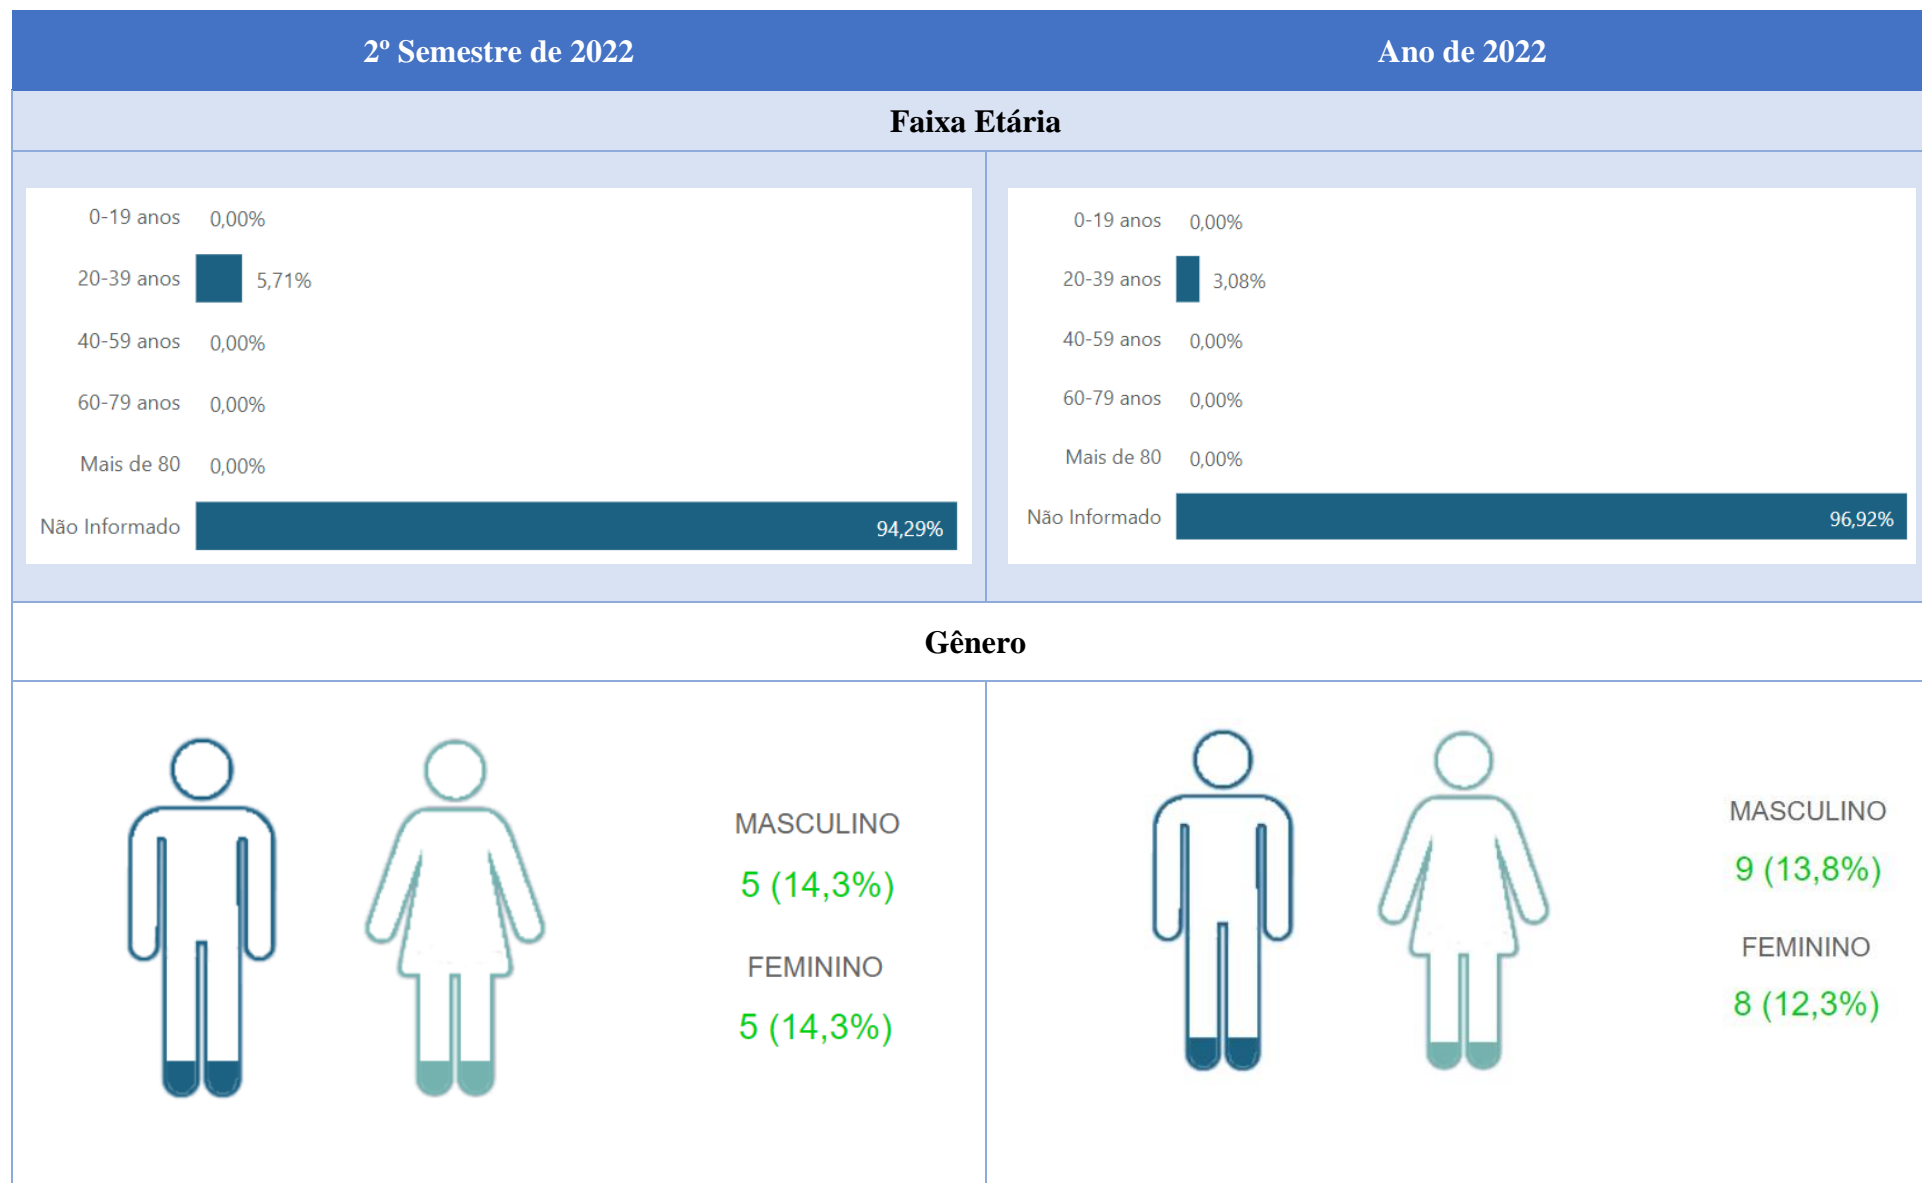 2º Semestre de 2022
Ano de 2022
Faixa Etária
0-19 anos 0,00%
20-39 anos 5,71%
40-59 anos 0,00%
60-79 anos 0,00%
Mais de 80 0,00%
Não Informado 94,29%
0-19 anos 0,00%
20-39 anos 3,08%
40-59 anos 0,00%
60-79 anos 0,00%
Mais de 80 0,00%
Não Informado 96,92%
Gênero
MASCULINO
5 (14,3%)
FEMININO
5 (14,3%)
MASCULINO
9 (13,8%)
FEMININO
8 (12,3%)